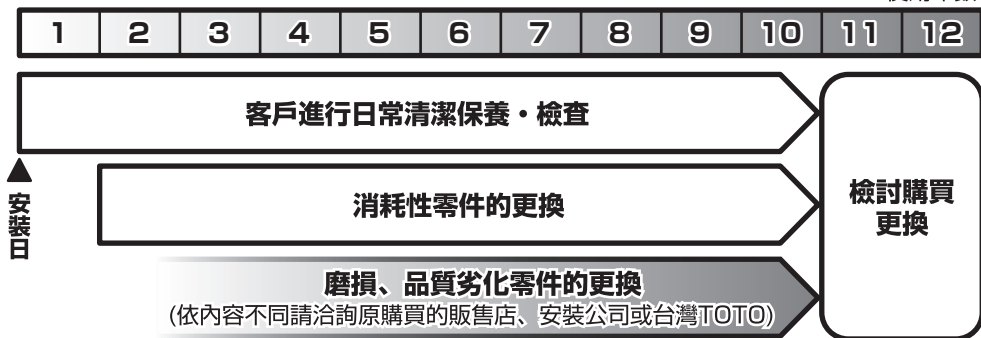 1 2 3 4 5 6 7 8 9 10 11 12
客戶進行日常清潔保養・檢查
安裝日
消耗性零件的更換
磨損、品質劣化零件的更換
(依內容不同請洽詢原購買的販售店、安裝公司或台灣TOTO)
檢討購買
更換